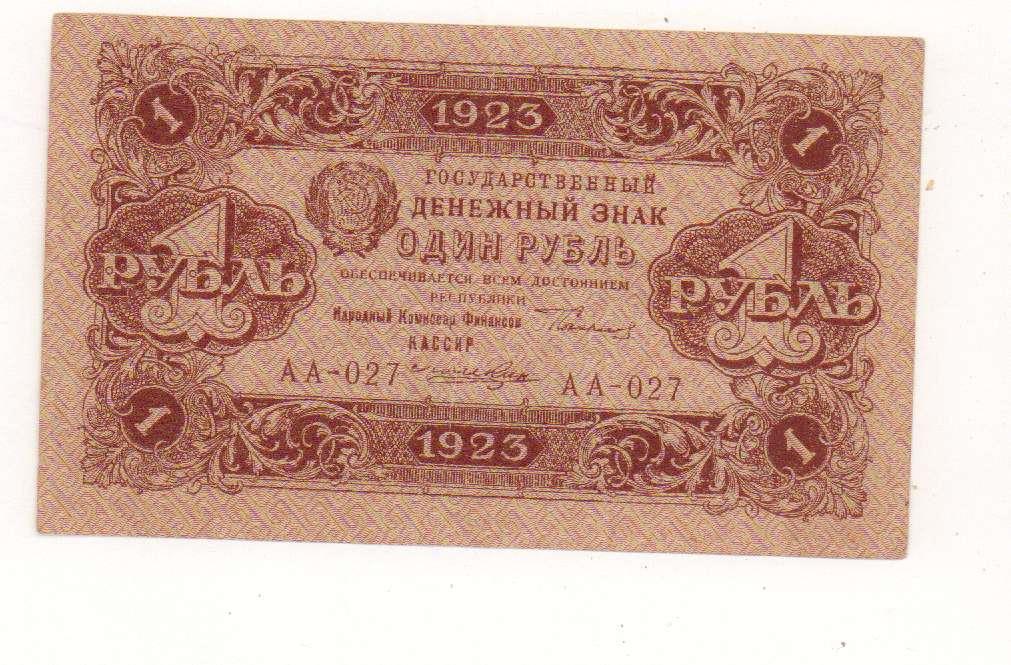 1
1923
1
ГОСУДАРСТВЕННЫЙ
ДЕНЕЖНЫЙ ЗНАК
ОДИН РУБЛЬ
ОБЕСПЕЧИВАЕТСЯ ВСЕМ ДОСТОЯНИЕМ
РЕСПУБЛИКИ
1 РУБЛЬ
1 РУБЛЬ
Народный Комиссар Финансов
КАССИР
АА-027
АА-027
1
1923
1